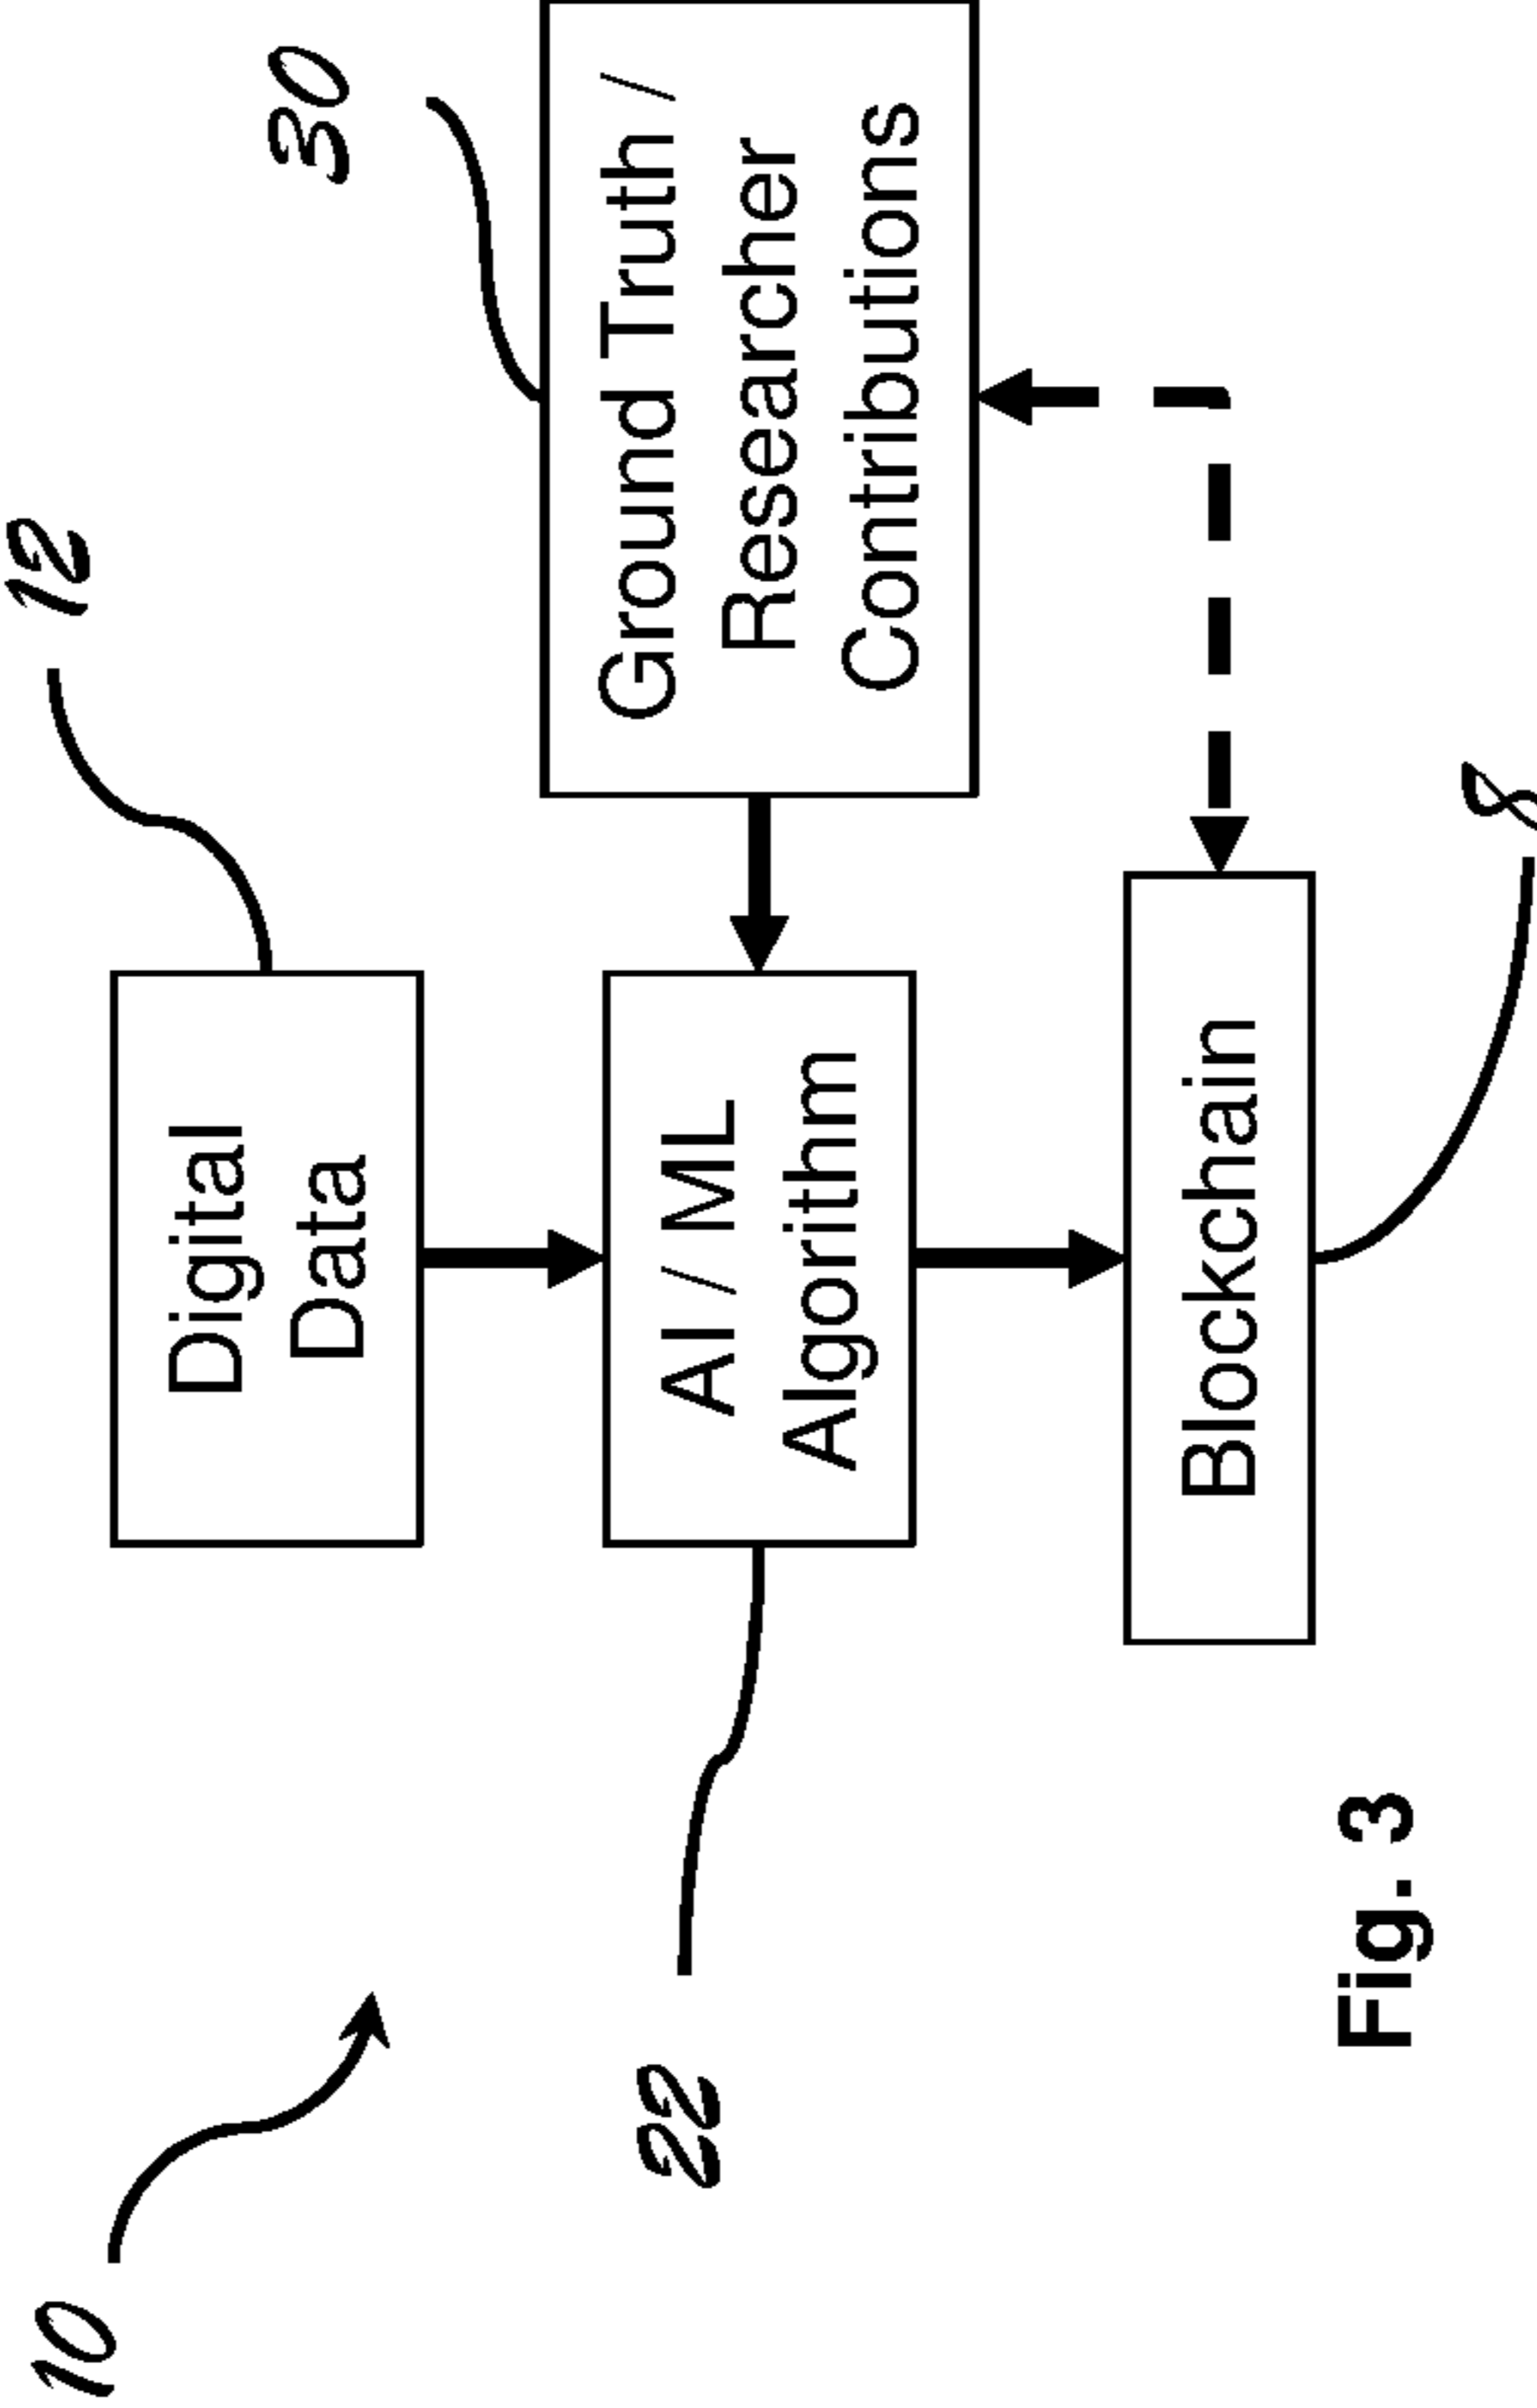 10
12
Digital
Data
30
22
AI / ML
Algorithm
Ground Truth /
Researcher
Contributions
Blockchain
Fig. 3
8